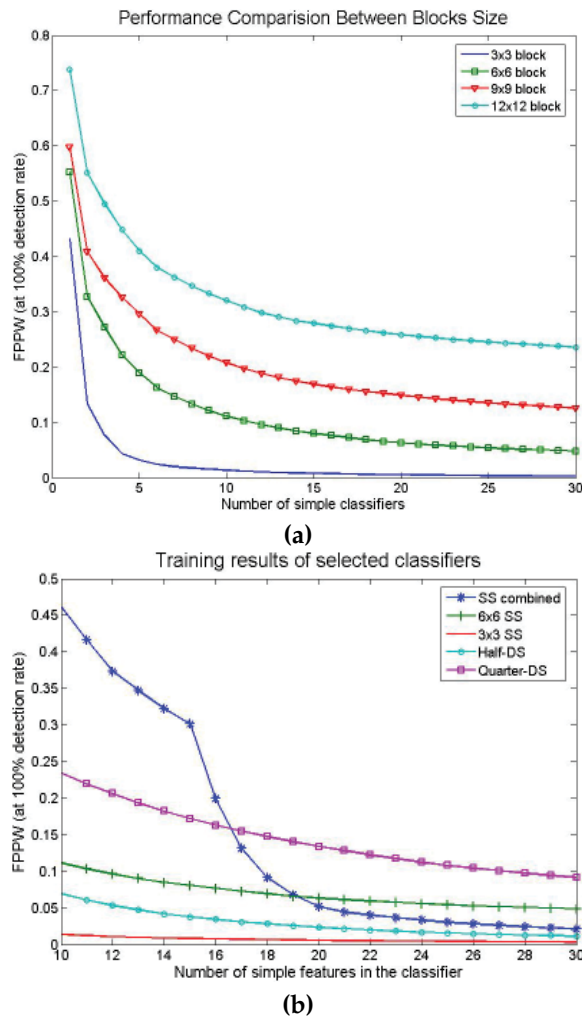 Performance Comparision Between Blocks Size
0.8
0.7
0.6
0.5
0.4
0.3
0.2
0.1
0
FPPW (at 100% detection rate)
3x3 block
6x6 block
9x9 block
12x12 block
0 5 10 15 20 25 30
Number of simple classifiers
(a)
Training results of selected classifiers
0.5
0.45
0.4
0.35
0.3
0.25
0.2
0.15
0.1
0.05
0
FPPW (at 100% detection rate)
SS combined
6x6 SS
3x3 SS
Half-DS
Quarter-DS
10 12 14 16 18 20 22 24 26 28 30
Number of simple features in the classifier
(b)